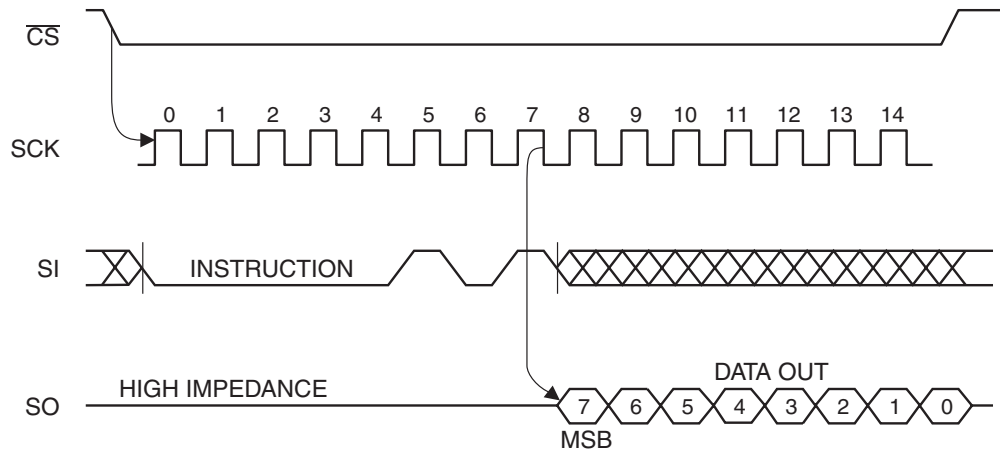 CS
0 1 2 3 4 5 6 7 8 9 10 11 12 13 14
SCK
SI INSTRUCTION
HIGH IMPEDANCE DATA OUT
SO 7 6 5 4 3 2 1 0
MSB